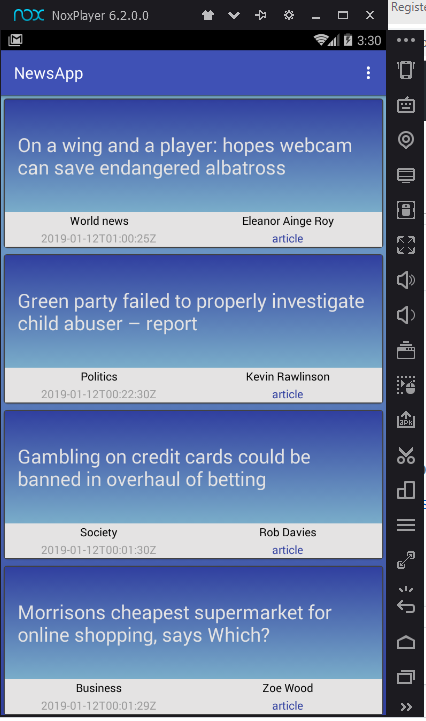 nox NoxPlayer 6.2.0.0
Registe
3:30
NewsApp
On a wing and a player: hopes webcam
can save endangered albatross
World news
Eleanor Ainge Roy
2019-01-12T01:00:25Z
article
Green party failed to properly investigate
child abuser – report
Politics
Kevin Rawlinson
2019-01-12T00:22:30Z
article
Gambling on credit cards could be
banned in overhaul of betting
Society
Rob Davies
2019-01-12T00:01:30Z
article
Morrisons cheapest supermarket for
online shopping, says Which?
Business
Zoe Wood
2019-01-12T00:01:29Z
article